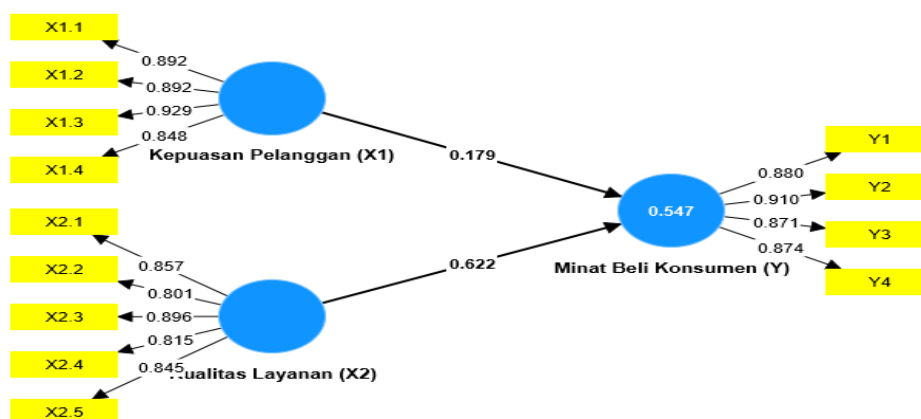 X1.1
X1.2
X1.3
X1.4
0.892
0.892
0.929
0.848
Kepuasan Pelanggan (X1)
0.179
X2.1
X2.2
X2.3
X2.4
X2.5
0.857
0.801
0.896
0.815
0.845
Kualitas Layanan (X2)
0.622
0.547
Minat Beli Konsumen (Y)
0.880
0.910
0.871
0.874
Y1
Y2
Y3
Y4